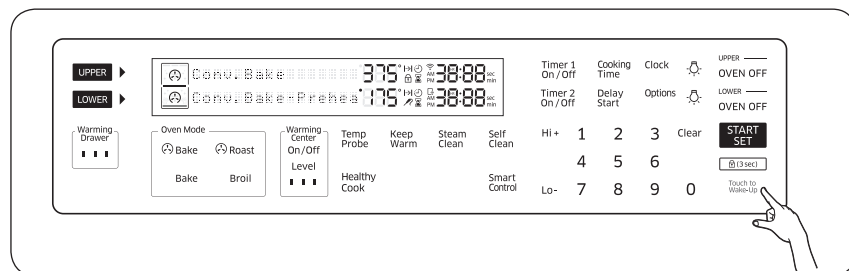 UPPER
LOWER
Conv.Bake
375°
AM
PM
38:88
sec
min
Conv.Bake-Prehea
175°
AM
PM
38:88
sec
min
Timer 1
On/Off
Cooking
Time
Clock
UPPER
OVEN OFF
Timer 2
On/Off
Delay
Start
Options
LOWER
OVEN OFF
Warming
Drawer
Oven Mode
Bake
Roast
Bake
Broil
Warming
Center
On/Off
Level
Temp
Probe
Keep
Warm
Steam
Clean
Self
Clean
Healthy
Cook
Smart
Control
Hi+ 1 2 3 Clear
4 5 6
Lo- 7 8 9 0
START
SET
(3 sec)
Touch to
Wake-Up